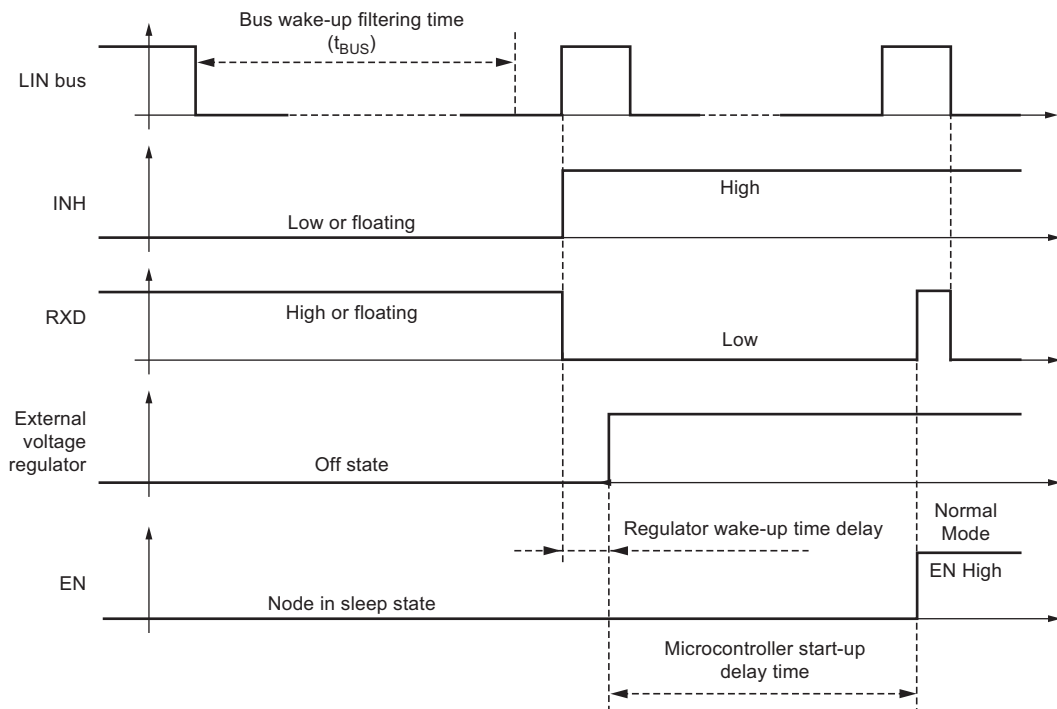 Bus wake-up filtering time
(tBUS)
LIN bus
INH
High
Low or floating
RXD
High or floating
Low
External
voltage
regulator
Off state
Regulator wake-up time delay
Normal
Mode
EN
EN High
Node in sleep state
Microcontroller start-up
delay time